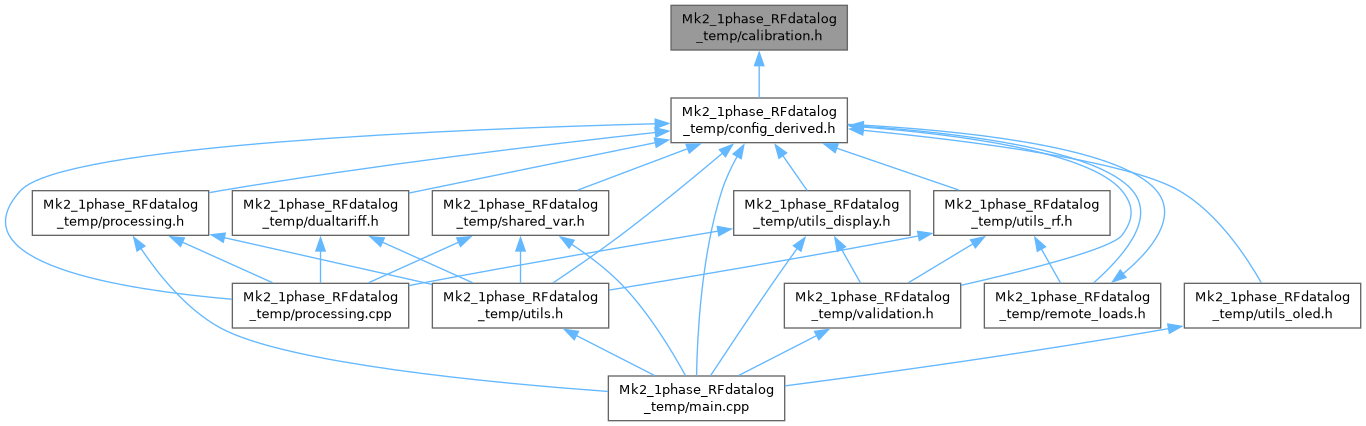 Mk2_1phase_RFdatalog
_temp/calibration.h
Mk2_1phase_RFdatalog
_temp/config_derived.h
Mk2_1phase_RFdatalog
_temp/processing.h
Mk2_1phase_RFdatalog
_temp/dualtariff.h
Mk2_1phase_RFdatalog
_temp/shared_var.h
Mk2_1phase_RFdatalog
_temp/utils_display.h
Mk2_1phase_RFdatalog
_temp/utils_rf.h
Mk2_1phase_RFdatalog
_temp/processing.cpp
Mk2_1phase_RFdatalog
_temp/utils.h
Mk2_1phase_RFdatalog
_temp/validation.h
Mk2_1phase_RFdatalog
_temp/remote_loads.h
Mk2_1phase_RFdatalog
_temp/utils_oled.h
Mk2_1phase_RFdatalog
_temp/main.cpp